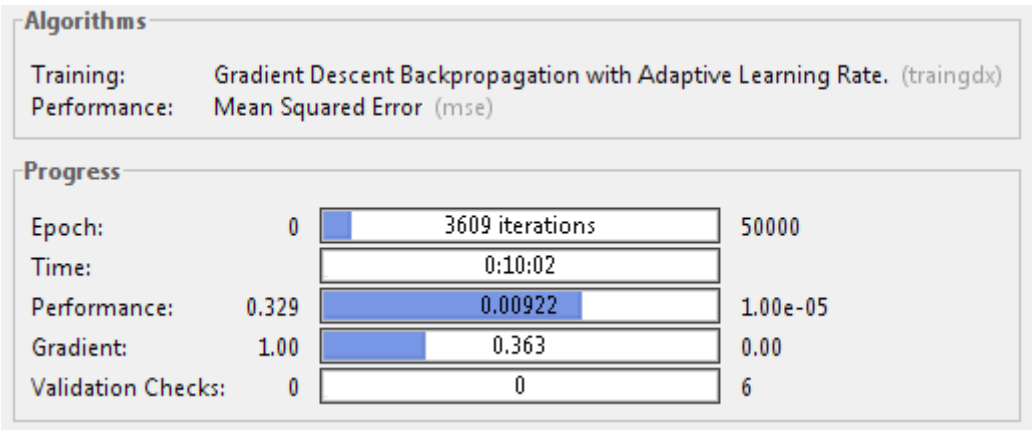 Algorithms
Training: Gradient Descent Backpropagation with Adaptive Learning Rate. (traingdx)
Performance: Mean Squared Error (mse)
Progress
Epoch: 0 3609 iterations 50000
Time: 0:10:02
Performance: 0.329 0.00922 1.00e-05
Gradient: 1.00 0.363 0.00
Validation Checks: 0 0 6